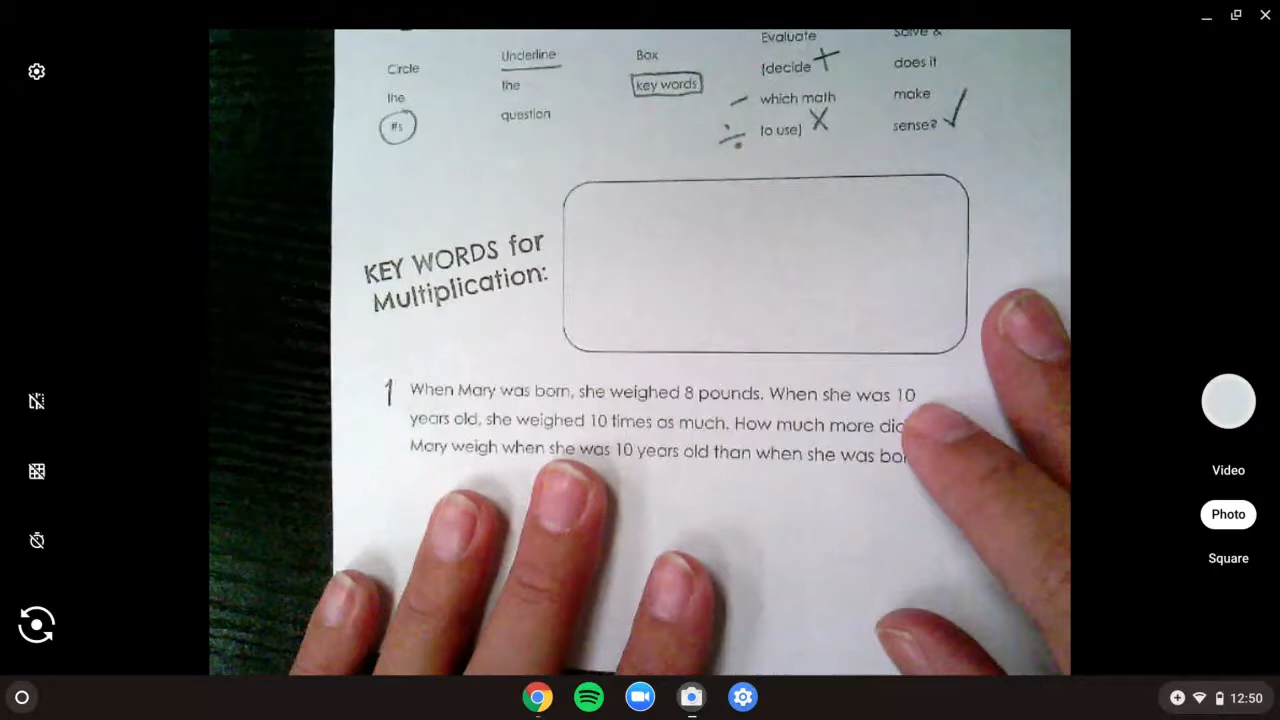 Circle
the
#s
Underline
the
question
Box
key words
Evaluate
(decide
which math
to use)
Solve &
does it
make
sense?
KEY WORDS for
Multiplication:
1
When Mary was born, she weighed 8 pounds. When she was 10
years old, she weighed 10 times as much. How much more
Mary weigh when she was 10 years old than when she was
Video
Photo
Square
12:50